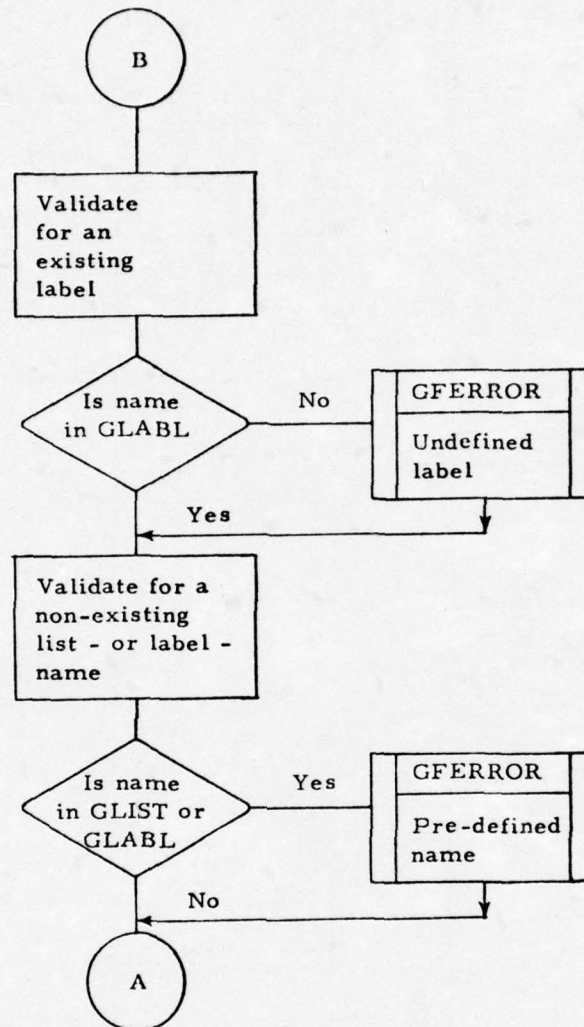 B
Validate
for an
existing
label
Is name
in GLABL
No
GFERROR
Undefined
label
Yes
Validate for a
non-existing
list - or label -
name
Is name
in GLIST or
GLABL
Yes
GFERROR
Pre-defined
name
No
A